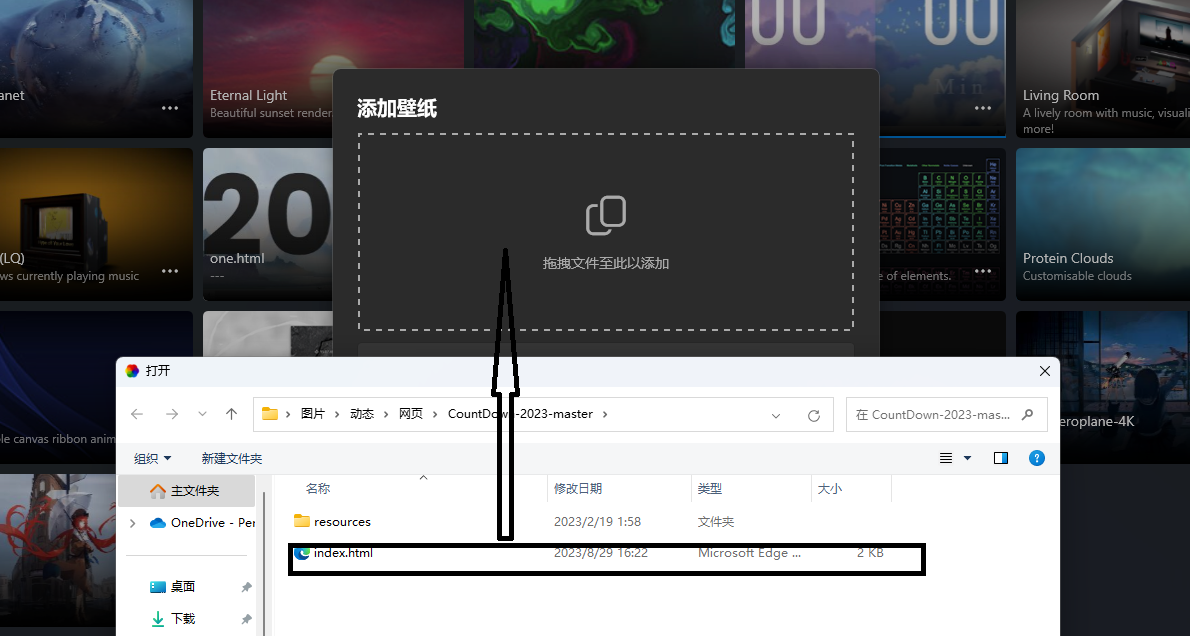 anet
Eternal Light
Beautiful sunset render
Min
Living Room
A lively room with music, visuali
more!
添加壁纸
拖拽文件至此以添加
(LQ)
ws currently playing music
20
one.html
---
e of elements.
Protein Clouds
Customisable clouds
le canvas ribbon anim
eroplane-4K
打开
图片 > 动态 > 网页 > CountDown-2023-master >
在 CountDown-2023-mas...
组织
新建文件夹
主文件夹
OneDrive - Per
桌面
下载
名称 修改日期 类型 大小
resources 2023/2/19 1:58 文件夹
index.html 2023/8/29 16:22 Microsoft Edge ... 2 KB